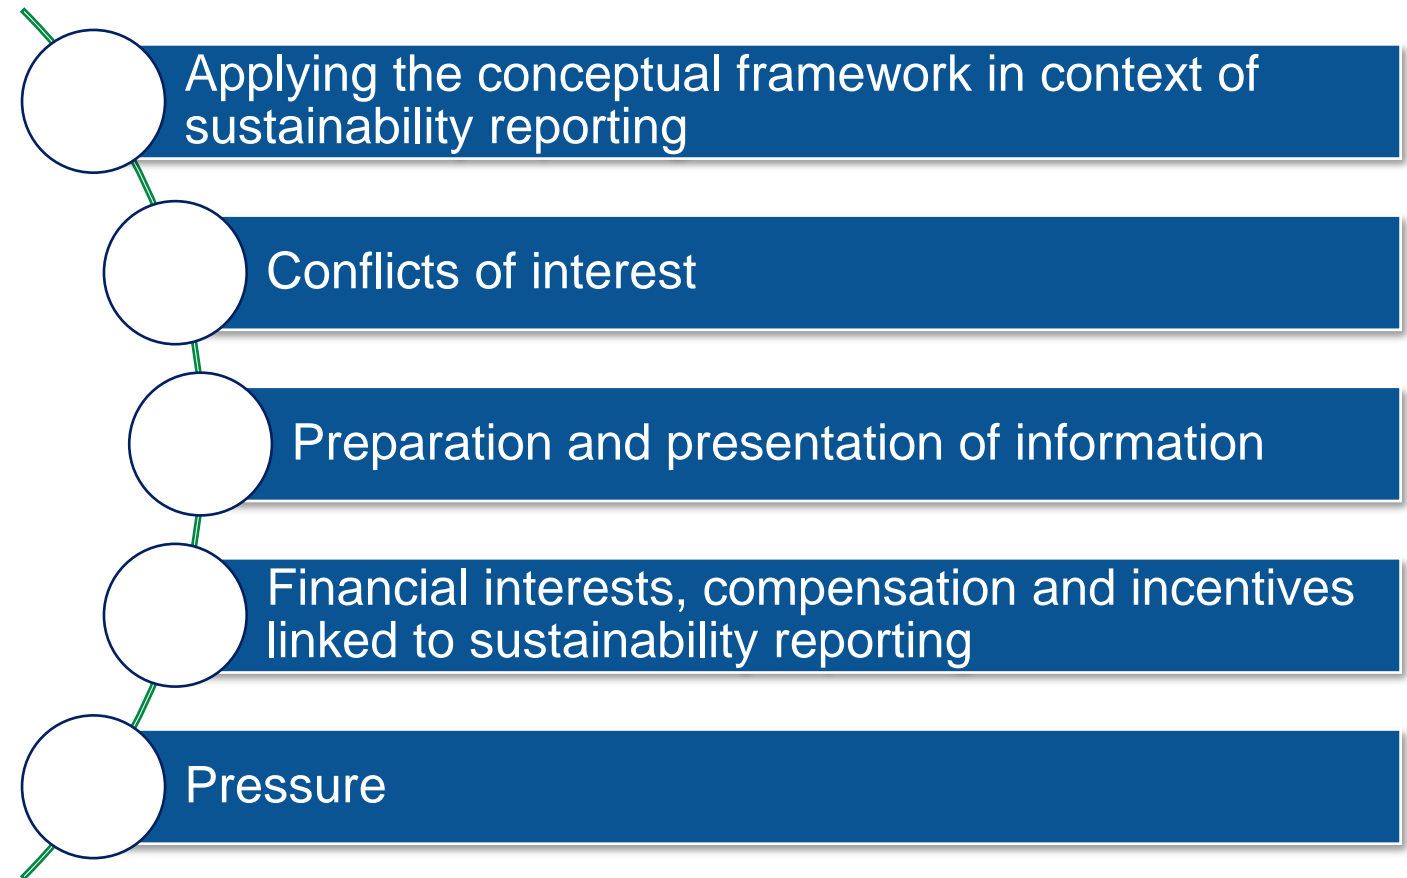 Applying the conceptual framework in context of
sustainability reporting
Conflicts of interest
Preparation and presentation of information
Financial interests, compensation and incentives
linked to sustainability reporting
Pressure